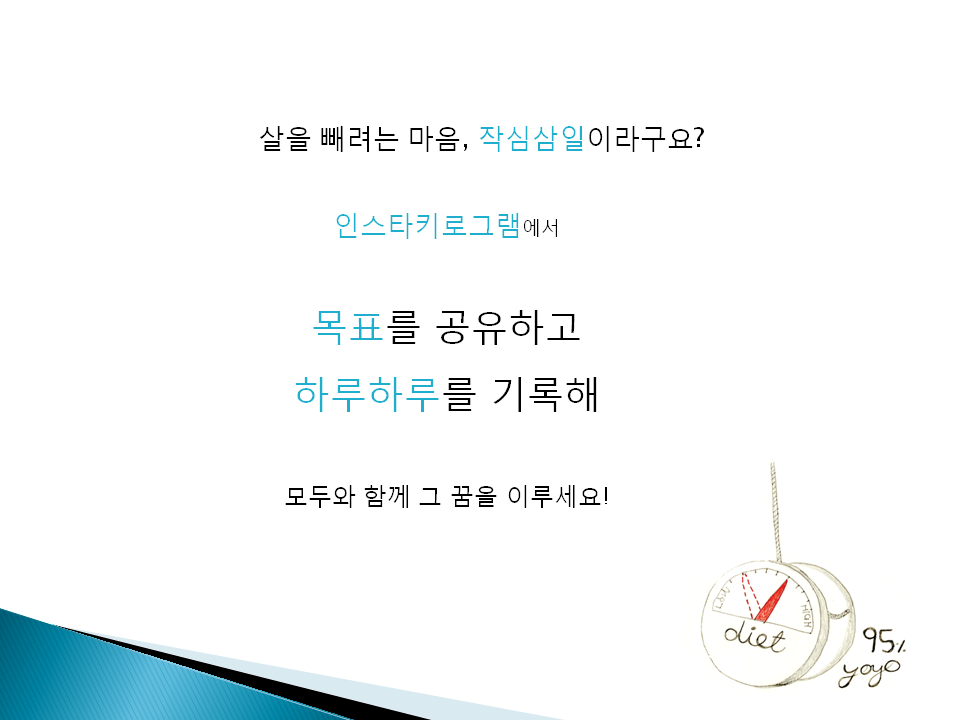 살을 빼려는 마음, 작심삼일이라구요?
인스타키로그램에서
목표를 공유하고
하루하루를 기록해
모두와 함께 그 꿈을 이루세요!
Low
HIGH
diet
95%
yoyo